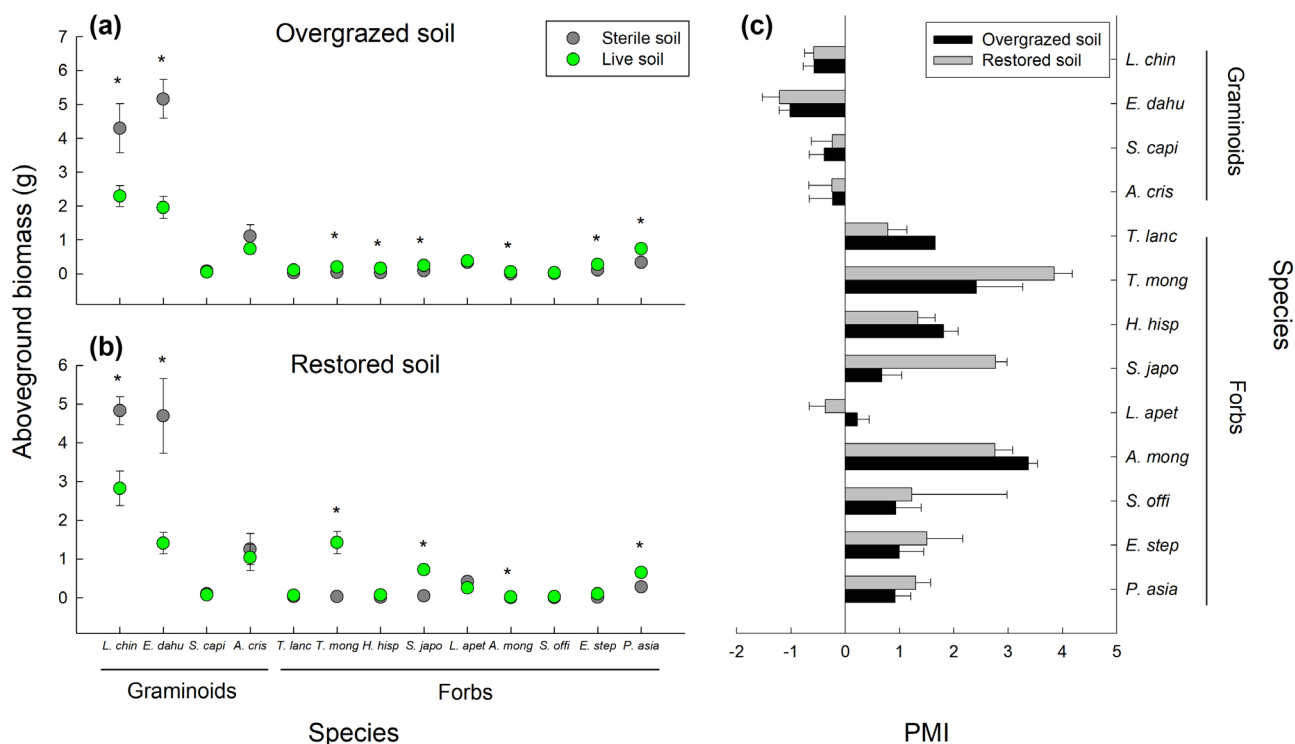 (a)
Overgrazed soil
Sterile soil
Live soil
7
6
5
4
3
2
1
0
* * * * * * * *
Aboveground biomass (g)
(b)
Restored soil
6
5
4
3
2
1
0
* * * * * *
L. chin E. dahu S. capi A. cris T. lanc T. mong H. hisp S. japo L. apet A. mong S. offi E. step P. asia
Graminoids Forbs
Species
(c)
Overgrazed soil
Restored soil
L. chin
E. dahu
S. capi
A. cris
T. lanc
T. mong
H. hisp
S. japo
L. apet
A. mong
S. offi
E. step
P. asia
Graminoids
Forbs
Species
-2 -1 0 1 2 3 4 5
PMI